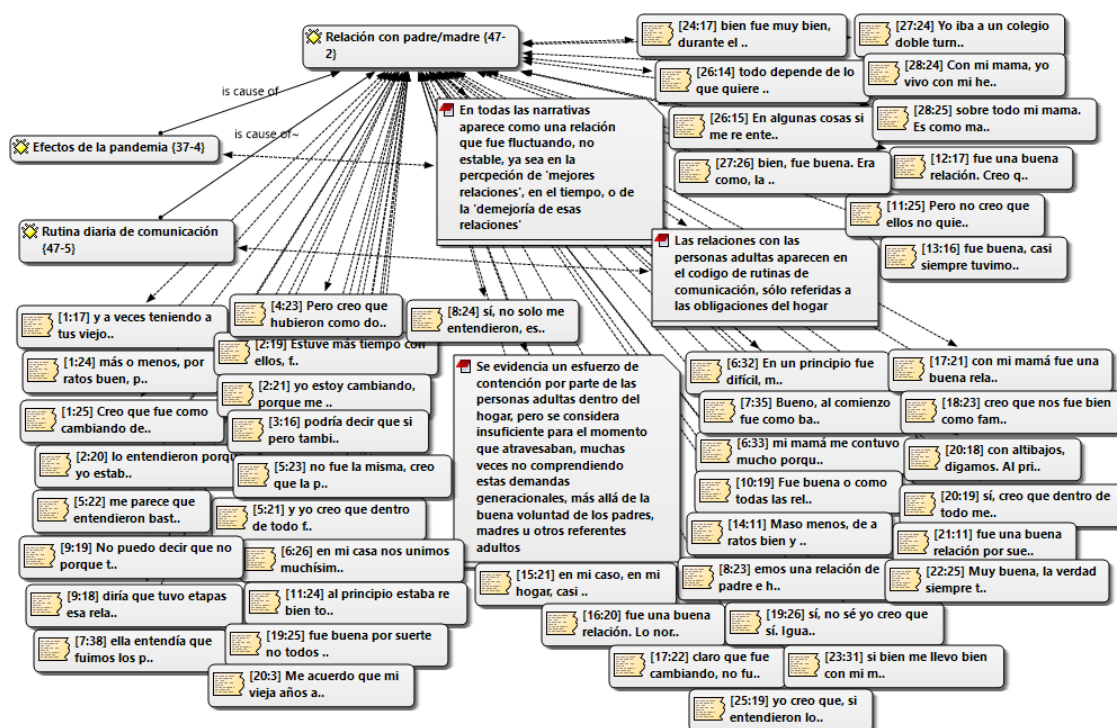 Relación con padre/madre {47-
2}
is cause of
is cause of~
Efectos de la pandemia {37-4}
Rutina diaria de comunicación
{47-5}
En todas las narrativas
aparece como una relación
que fue fluctuando, no
estable, ya sea en la
percpeción de 'mejores
relaciones', en el tiempo, o de
la 'demejoría de esas
relaciones'
Las relaciones con las
personas adultas aparecen en
el codigo de rutinas de
comunicación, sólo referidas a
las obligaciones del hogar
[24:17] bien fue muy bien,
durante el ..
[27:24] Yo iba a un colegio
doble turn..
[26:14] todo depende de lo
que quiere ..
[28:24] Con mi mama, yo
vivo con mi he..
[26:15] En algunas cosas si
me re ente..
[28:25] sobre todo mi mama.
Es como ma..
[27:26] bien, fue buena. Era
como, la ..
[12:17] fue una buena
relación. Creo q..
[11:25] Pero no creo que
ellos no quie..
[13:16] fue buena, casi
siempre tuvimo..
[1:17] y a veces teniendo a
tus viejo..
[4:23] Pero creo que
hubieron como do..
[8:24] sí, no solo me
entendieron, es..
[1:24] más o menos, por
ratos buen, p..
[2:19] Estuve más tiempo con
ellos, f..
[1:25] Creo que fue como
cambiando de..
[2:21] yo estoy cambiando,
porque me ..
[2:20] lo entendieron porqu
yo estab..
[3:16] podría decir que si
pero tambi..
[5:22] me parece que
entendieron bast..
[5:23] no fue la misma, creo
que la p..
[5:21] y yo creo que dentro
de todo f..
[9:19] No puedo decir que no
porque t..
[6:26] en mi casa nos unimos
muchísim..
[9:18] diría que tuvo etapas
esa rela..
[11:24] al principio estaba re
bien to..
[7:38] ella entendía que
fuimos los p..
[19:25] fue buena por suerte
no todos ..
[20:3] Me acuerdo que mi
vieja años a..
Se evidencia un esfuerzo de
contención por parte de las
personas adultas dentro del
hogar, pero se considera
insuficiente para el momento
que atravesaban, muchas
veces no comprendiendo
estas demandas
generacionales, más allá de la
buena voluntad de los padres,
madres u otros referentes
adultos
[6:32] En un principio fue
difícil, m..
[17:21] con mi mamá fue una
buena rela..
[7:35] Bueno, al comienzo
fue como ba..
[18:23] creo que nos fue bien
como fam..
[6:33] mi mamá me contuvo
mucho porqu..
[20:18] con altibajos,
digamos. Al pri..
[10:19] Fue buena o como
todas las rel..
[20:19] sí, creo que dentro de
todo me..
[14:11] Maso menos, de a
ratos bien y ..
[21:11] fue una buena
relación por sue..
[8:23] emos una relación de
padre e h..
[22:25] Muy buena, la verdad
siempre t..
[15:21] en mi caso, en mi
hogar, casi ..
[16:20] fue una buena
relación. Lo nor..
[19:26] sí, no sé yo creo que
sí. Igua..
[17:22] claro que fue
cambiando, no fu..
[23:31] si bien me llevo bien
con mi m..
[25:19] yo creo que, si
entendieron lo..